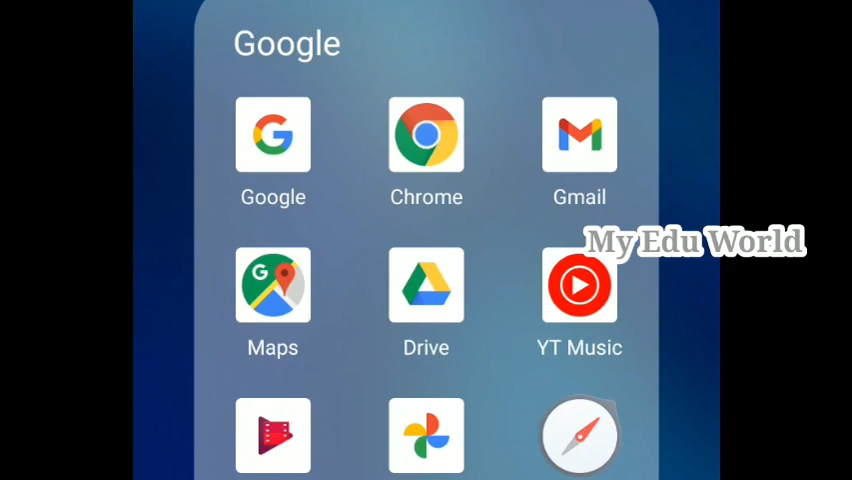 Google
Google Chrome Gmail
My Edu World
G
Maps Drive YT Music